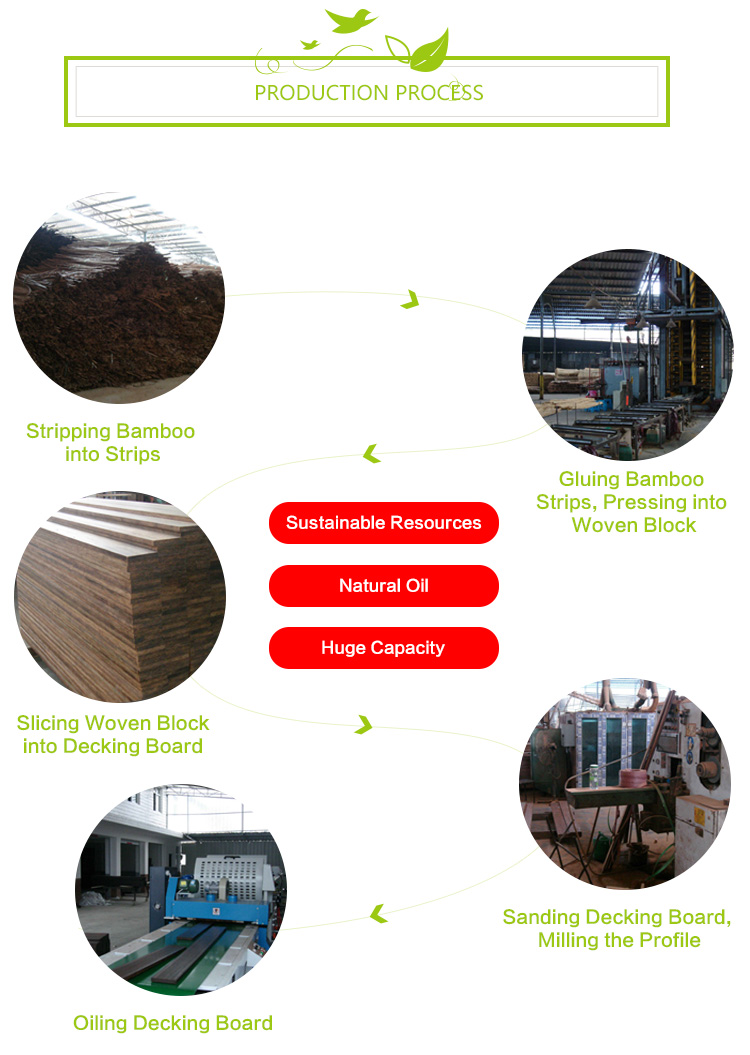 PRODUCTION PROCESS
Stripping Bamboo
into Strips
Gluing Bamboo
Strips, Pressing into
Woven Block
Sustainable Resources
Natural Oil
Huge Capacity
Slicing Woven Block
into Decking Board
Sanding Decking Board,
Milling the Profile
Oiling Decking Board